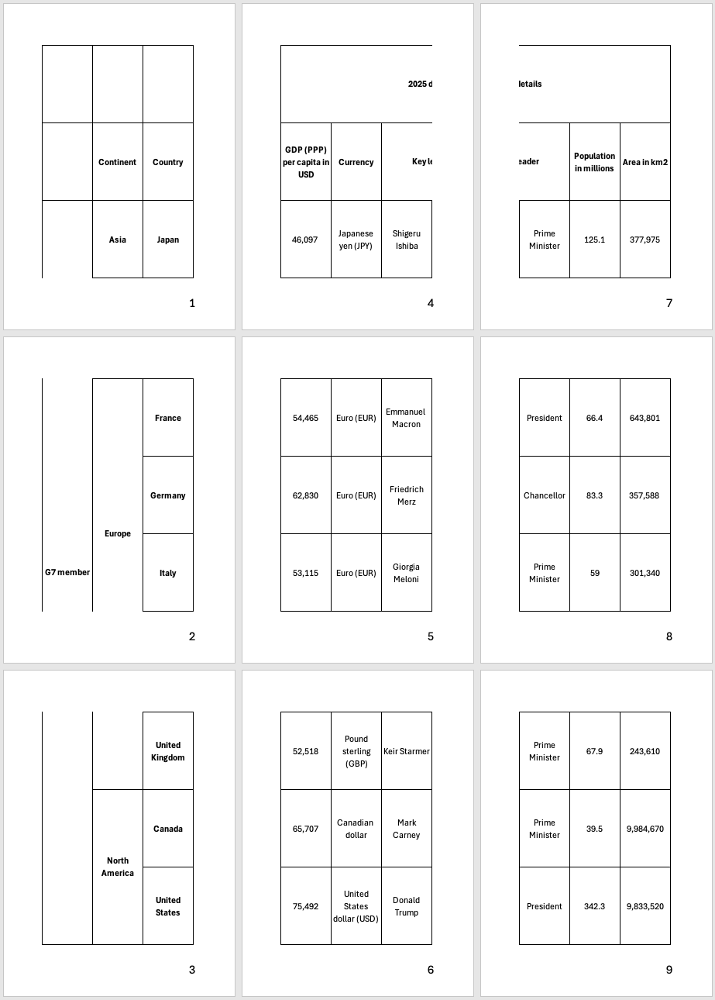 Continent
Country
Asia
Japan
1
2025 d
GDP (PPP)
per capita in
USD
Currency
Key le
46,097
Japanese
yen (JPY)
Shigeru
Ishiba
4
letails
eader
Population
in millions
Area in km2
Prime
Minister
125.1
377,975
7
G7 member
Europe
France
Germany
Italy
2
54,465
Euro (EUR)
Emmanuel
Macron
62,830
Euro (EUR)
Friedrich
Merz
53,115
Euro (EUR)
Giorgia
Meloni
5
President
66.4
643,801
Chancellor
83.3
357,588
Prime
Minister
59
301,340
8
United
Kingdom
North
America
Canada
United
States
3
52,518
Pound
sterling
(GBP)
Keir Starmer
65,707
Canadian
dollar
Mark
Carney
75,492
United
States
dollar (USD)
Donald
Trump
6
Prime
Minister
67.9
243,610
Prime
Minister
39.5
9,984,670
President
342.3
9,833,520
9